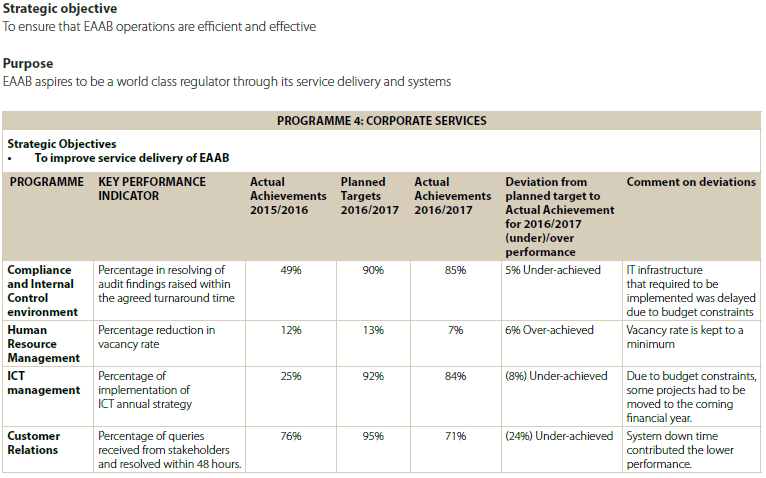 Strategic objective
To ensure that EAAB operations are efficient and effective
Purpose
EAAB aspires to be a world class regulator through its service delivery and systems
PROGRAMME 4: CORPORATE SERVICES
Strategic Objectives
• To improve service delivery of EAAB
PROGRAMME
KEY PERFORMANCE
INDICATOR
Actual
Achievements
2015/2016
Planned
Targets
2016/2017
Actual
Achievements
2016/2017
Deviation from
planned target to
Actual Achievement
for 2016/2017
(under)/over
performance
Comment on deviations
Compliance
and Internal
Control
environment
Percentage in resolving of
audit findings raised within
the agreed turnaround time
49%
90%
85%
5% Under-achieved
IT infrastructure
that required to be
implemented was delayed
due to budget constraints
Human
Resource
Management
Percentage reduction in
vacancy rate
12%
13%
7%
6% Over-achieved
Vacancy rate is kept to a
minimum
ICT
management
Percentage of
implementation of
ICT annual strategy
25%
92%
84%
(8%) Under-achieved
Due to budget constraints,
some projects had to be
moved to the coming
financial year.
Customer
Relations
Percentage of queries
received from stakeholders
and resolved within 48 hours.
76%
95%
71%
(24%) Under-achieved
System down time
contributed the lower
performance.